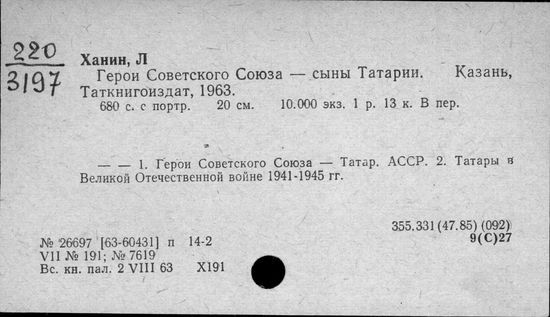 220
3197
Ханин, Л
Герои Советского Союза — сыны Татарии. Казань,
Таткнигоиздат, 1963.
680 с. с портр. 20 см. 10.000 экз. 1 р. 13 к. В пер.
— — 1. Герои Советского Союза — Татар. АССР. 2. Татары в
Великой Отечественной войне 1941-1945 гг.
355.331 (47.85) (092)
9(С)27
№ 26697 [63-60431] п 14-2
VII № 191; № 7619
Вс. кн. пал. 2 VIII 63 X191